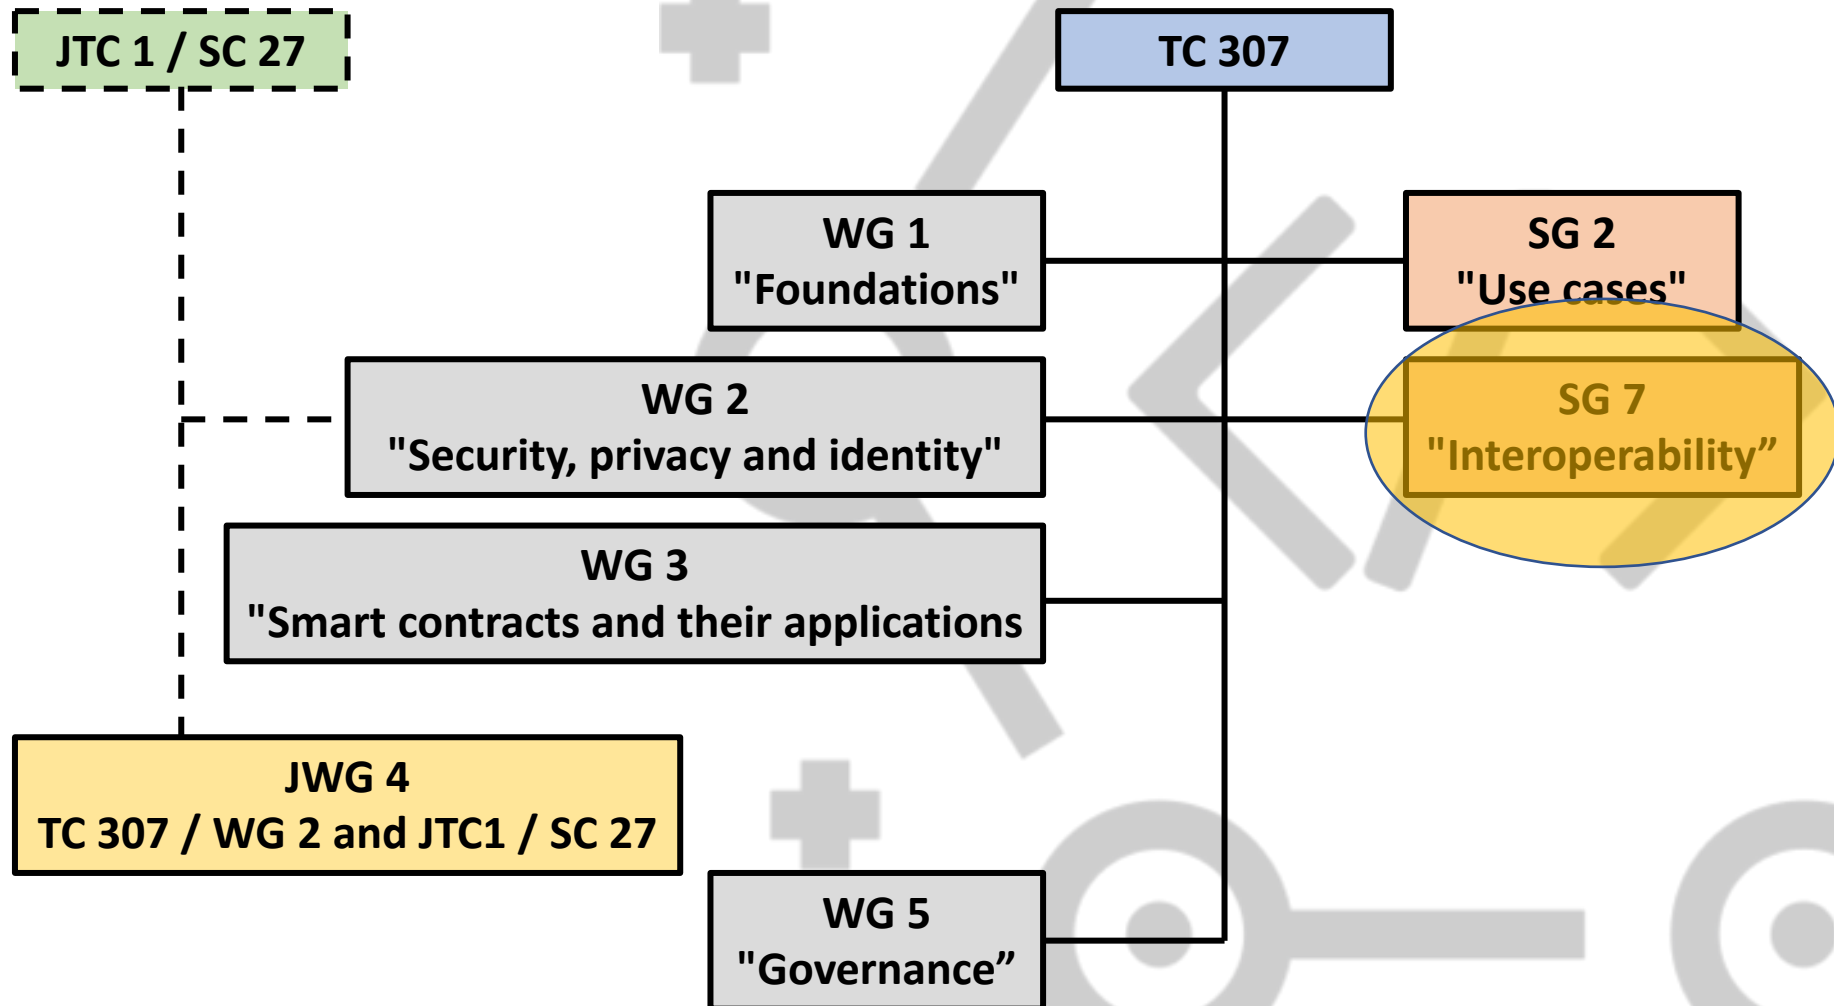 JTC 1 / SC 27
TC 307
WG 1
"Foundations"
SG 2
"Use cases"
WG 2
"Security, privacy and identity"
SG 7
"Interoperability”
WG 3
"Smart contracts and their applications
JWG 4
TC 307 / WG 2 and JTC1 / SC 27
WG 5
"Governance”